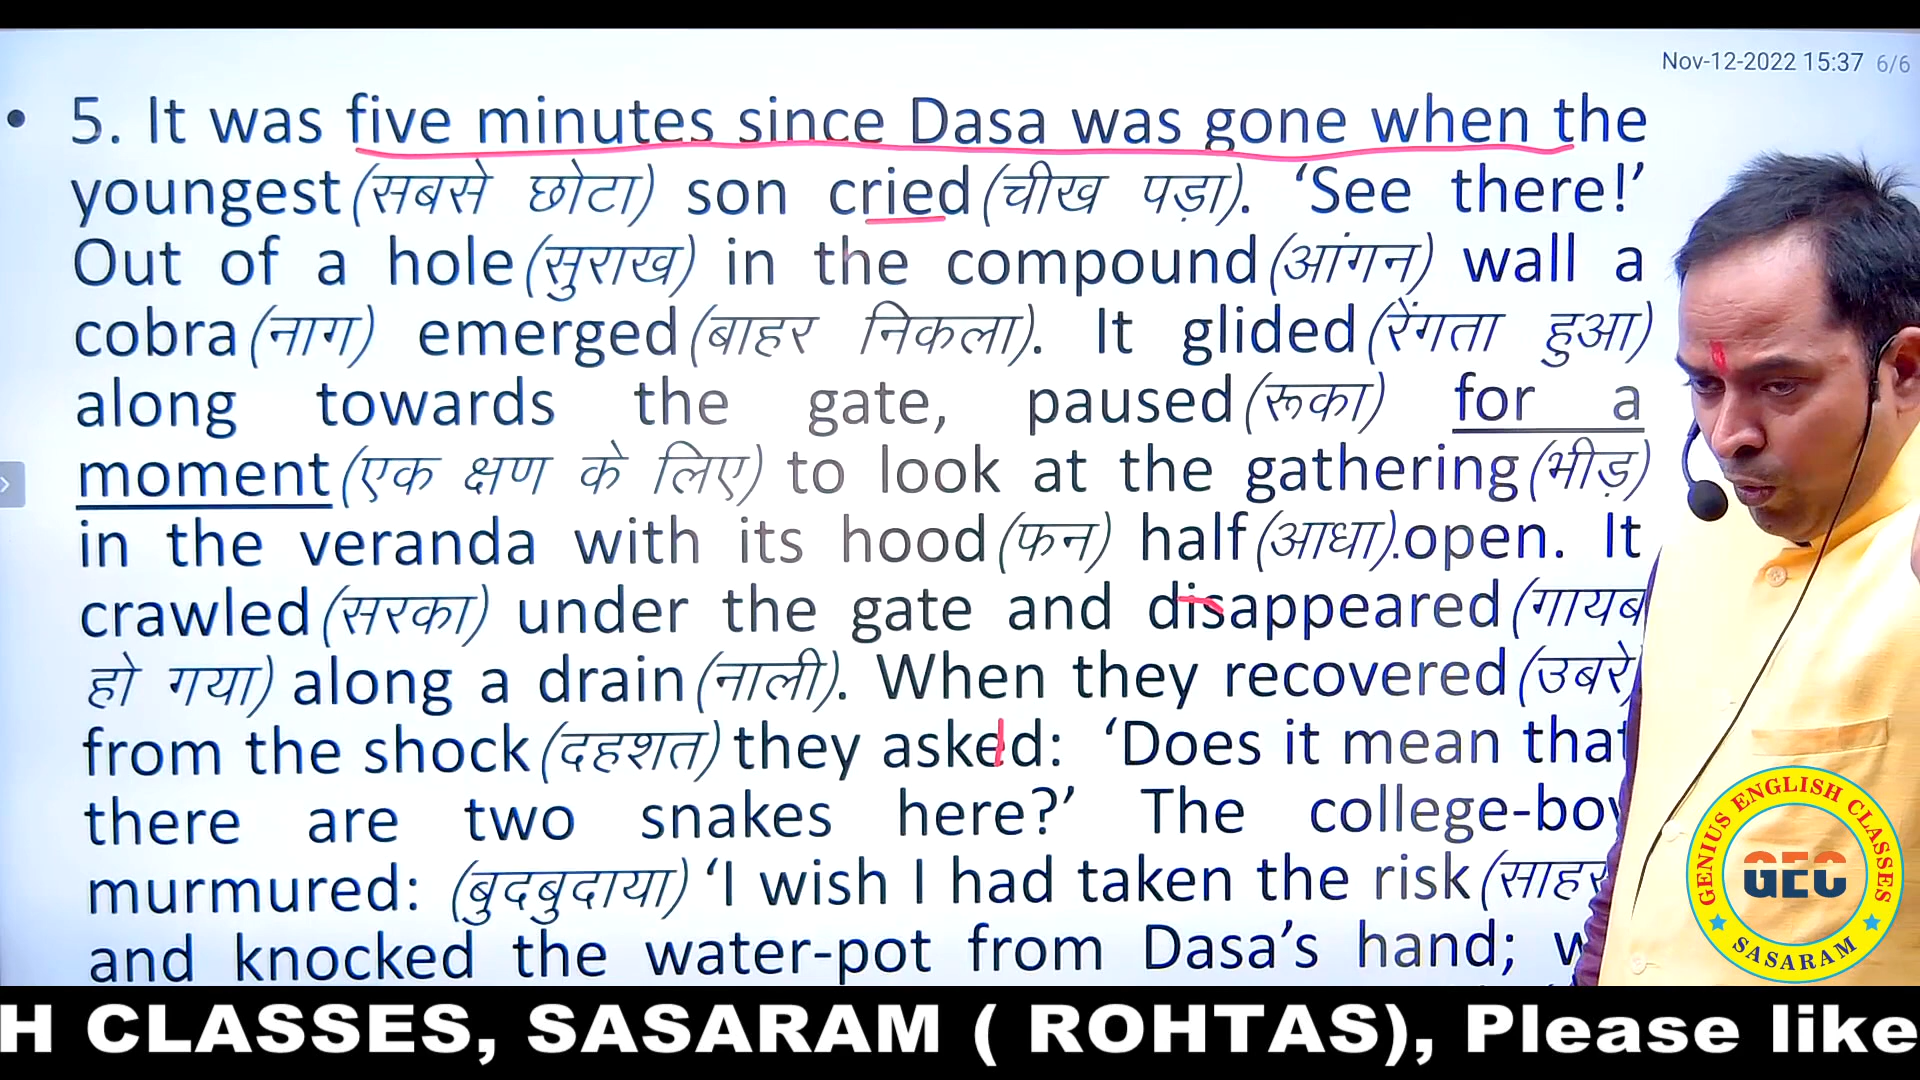 Nov-12-2022 15:37 6/6
• 5. It was five minutes since Dasa was gone when the
youngest(सबसे छोटा) son cried(चीख पड़ा). ‘See there!’
Out of a hole(सुराख) in the compound(आंगन) wall a
cobra(नाग) emerged(बाहर निकला). It glided(रेंगता हुआ)
along towards the gate, paused(रूका) for a
moment(एक क्षण के लिए) to look at the gathering(भीड़)
in the veranda with its hood(फन) half(आधा).open. It
crawled(सरका) under the gate and disappeared(गायब
हो गया) along a drain(नाली). When they recovered(उबरे)
from the shock(दहशत) they asked: ‘Does it mean that
there are two snakes here?’ The college-boy
murmured: (बुदबुदाया) ‘I wish I had taken the risk
and knocked the water-pot from Dasa’s hand;
GENIUS ENGLISH CLASSES
GEC
SASARAM
H CLASSES, SASARAM ( ROHTAS), Please like